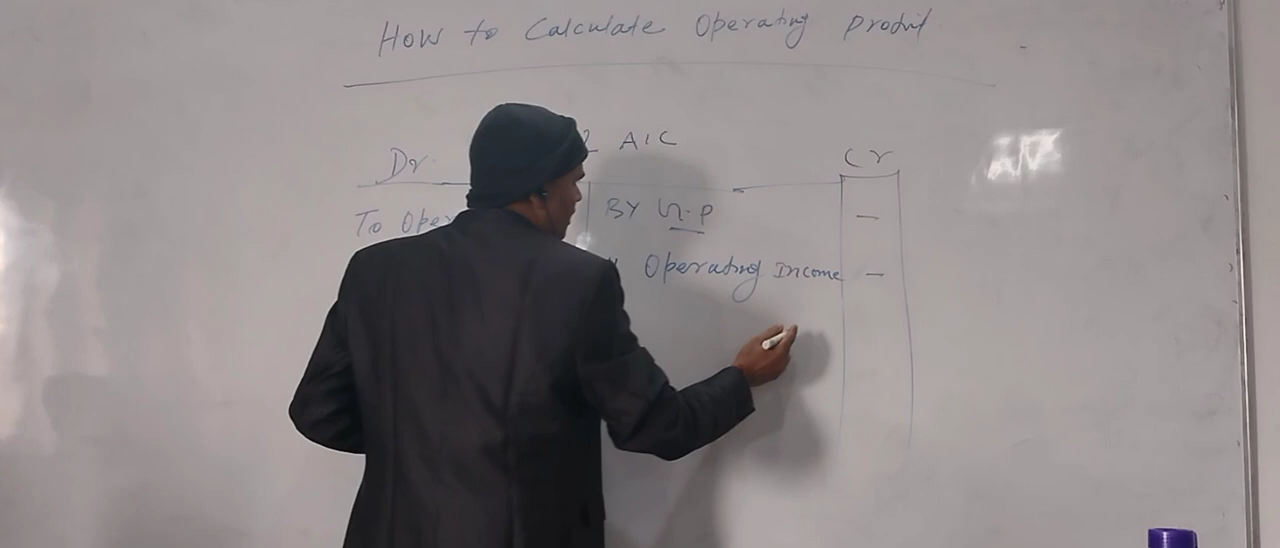 How to Calculate Operating profit
Dr. A/C Cr
To Oper BY G.P -
" Operating Income -